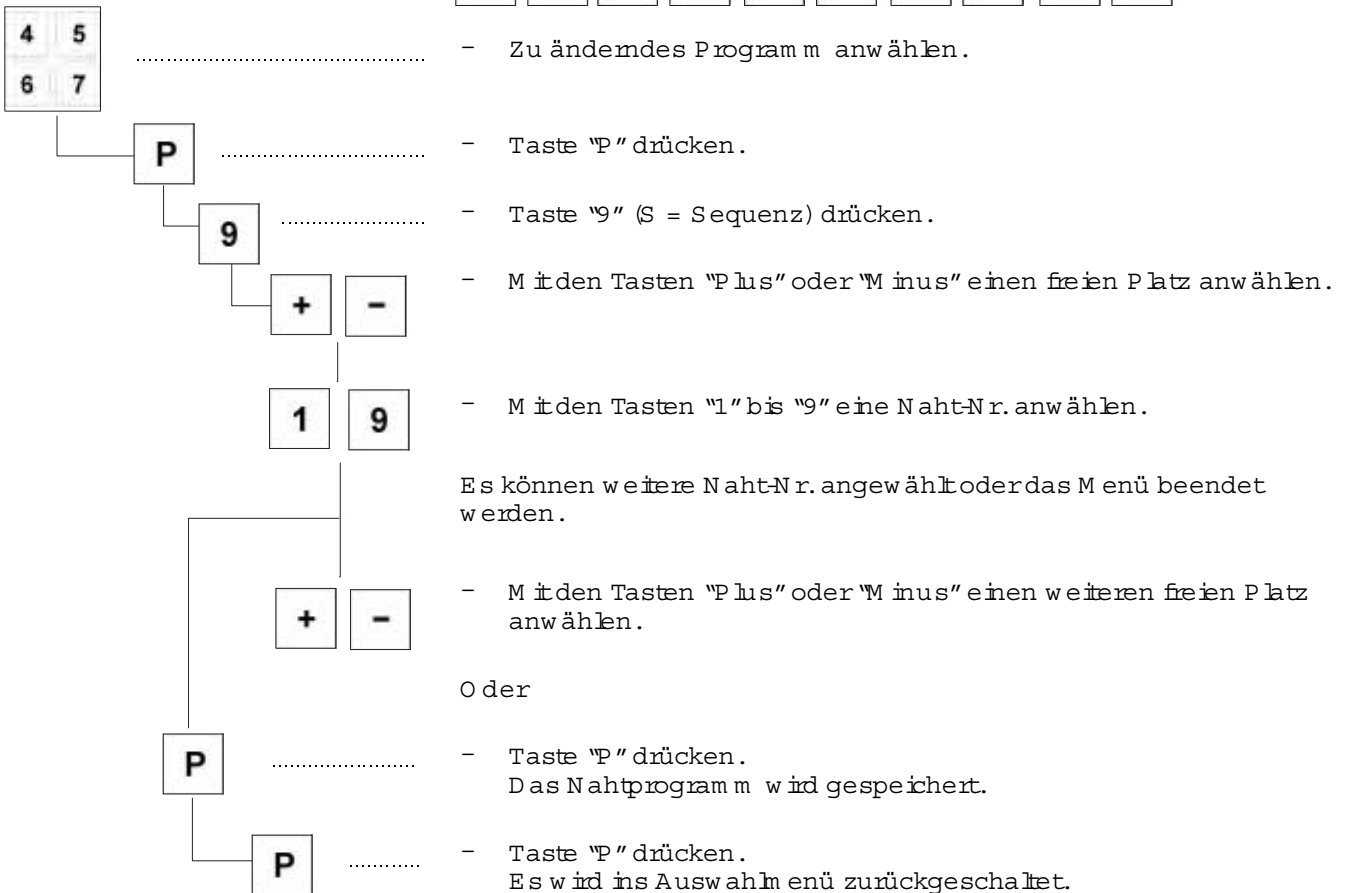 4 5
6 7
- Zu änderndes Programm anwählen.
P
- Taste "P" drücken.
9
- Taste "9" (S = Sequenz) drücken.
+ -
- Mit den Tasten "Plus" oder "Minus" einen freien Platz anwählen.
1 9
- Mit den Tasten "1" bis "9" eine Naht-Nr. anwählen.
Es können weitere Naht-Nr. angewählt oder das Menü beendet
werden.
+ -
- Mit den Tasten "Plus" oder "Minus" einen weiteren freien Platz
anwählen.
Oder
P
- Taste "P" drücken.
Das Nahtprogramm wird gespeichert.
P
- Taste "P" drücken.
Es wird ins Auswahlmenü zurückgeschaltet.